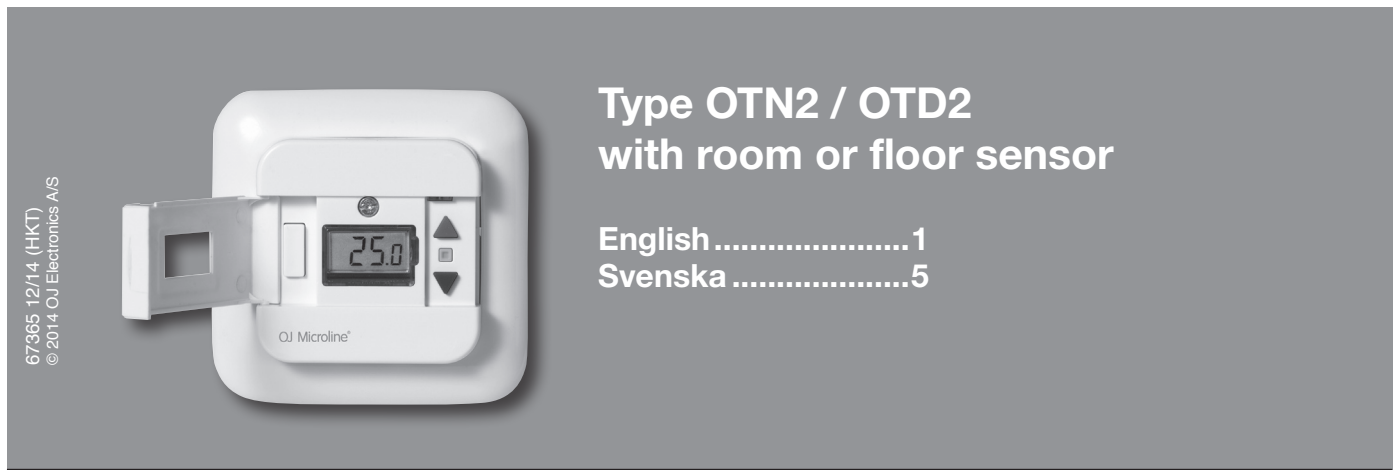 67365 12/14 (HKT)
© 2014 OJ Electronics A/S
25.0
OJ Microline®
Type OTN2 / OTD2
with room or floor sensor
English......................1
Svenska....................5